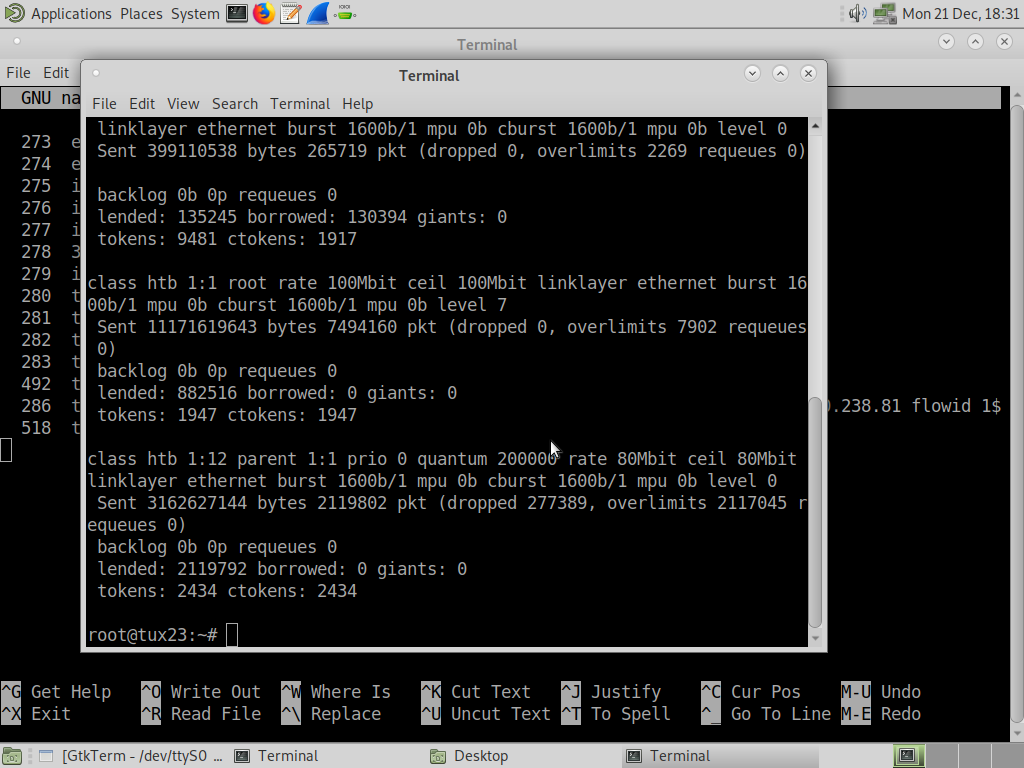 Applications Places System Mon 21 Dec, 18:31
Terminal
File Edit
GNU na
273 e
274 e
275 i
276 i
277 i
278 3
279 i
280 t
281 t
282 t
283 t
492 t
286 t .238.81 flowid 1$
518 t
Terminal
File Edit View Search Terminal Help
linklayer ethernet burst 1600b/1 mpu 0b cburst 1600b/1 mpu 0b level 0
Sent 399110538 bytes 265719 pkt (dropped 0, overlimits 2269 requeues 0)
backlog 0b 0p requeues 0
lended: 135245 borrowed: 130394 giants: 0
tokens: 9481 ctokens: 1917
class htb 1:1 root rate 100Mbit ceil 100Mbit linklayer ethernet burst 16
00b/1 mpu 0b cburst 1600b/1 mpu 0b level 7
Sent 11171619643 bytes 7494160 pkt (dropped 0, overlimits 7902 requeues
0)
backlog 0b 0p requeues 0
lended: 882516 borrowed: 0 giants: 0
tokens: 1947 ctokens: 1947
class htb 1:12 parent 1:1 prio 0 quantum 200000 rate 80Mbit ceil 80Mbit
linklayer ethernet burst 1600b/1 mpu 0b cburst 1600b/1 mpu 0b level 0
Sent 3162627144 bytes 2119802 pkt (dropped 277389, overlimits 2117045 r
equeues 0)
backlog 0b 0p requeues 0
lended: 2119792 borrowed: 0 giants: 0
tokens: 2434 ctokens: 2434
root@tux23:~#
^G Get Help ^O Write Out ^W Where Is ^K Cut Text ^J Justify ^C Cur Pos M-U Undo
^X Exit ^R Read File ^\ Replace ^U Uncut Text ^T To Spell ^_ Go To Line M-E Redo
[GtkTerm - /dev/ttyS0 ... Terminal Desktop Terminal